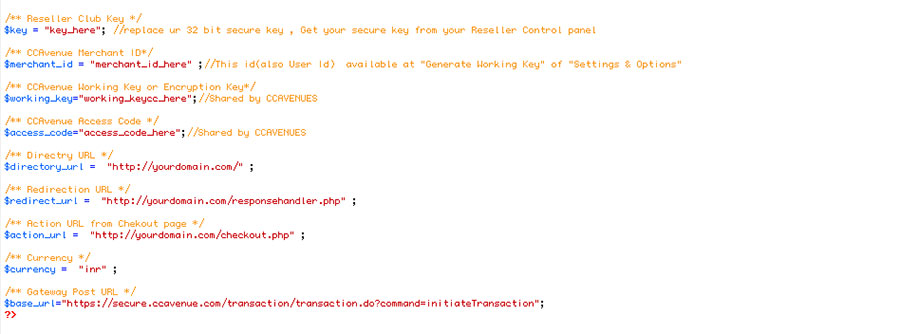 /** Reseller Club Key */
$key = "key_here"; //replace ur 32 bit secure key , Get your secure key from your Reseller Control panel
/** CCAvenue Merchant ID*/
$merchant_id = "merchant_id_here" ;//This id(also User Id)  available at "Generate Working Key" of "Settings & Options"
/** CCAvenue Working Key or Encryption Key*/
$working_key="working_keycc_here";//Shared by CCAVENUES
/** CCAvenue Access Code */
$access_code="access_code_here";//Shared by CCAVENUES
/** Directry URL */
$directory_url =  "http://yourdomain.com/" ;
/** Redirection URL */
$redirect_url =  "http://yourdomain.com/responsehandler.php" ;
/** Action URL from Chekout page */
$action_url =  "http://yourdomain.com/checkout.php" ;
/** Currency */
$currency =  "inr" ;
/** Gateway Post URL */
$base_url="https://secure.ccavenue.com/transaction/transaction.do?command=initiateTransaction";
?>